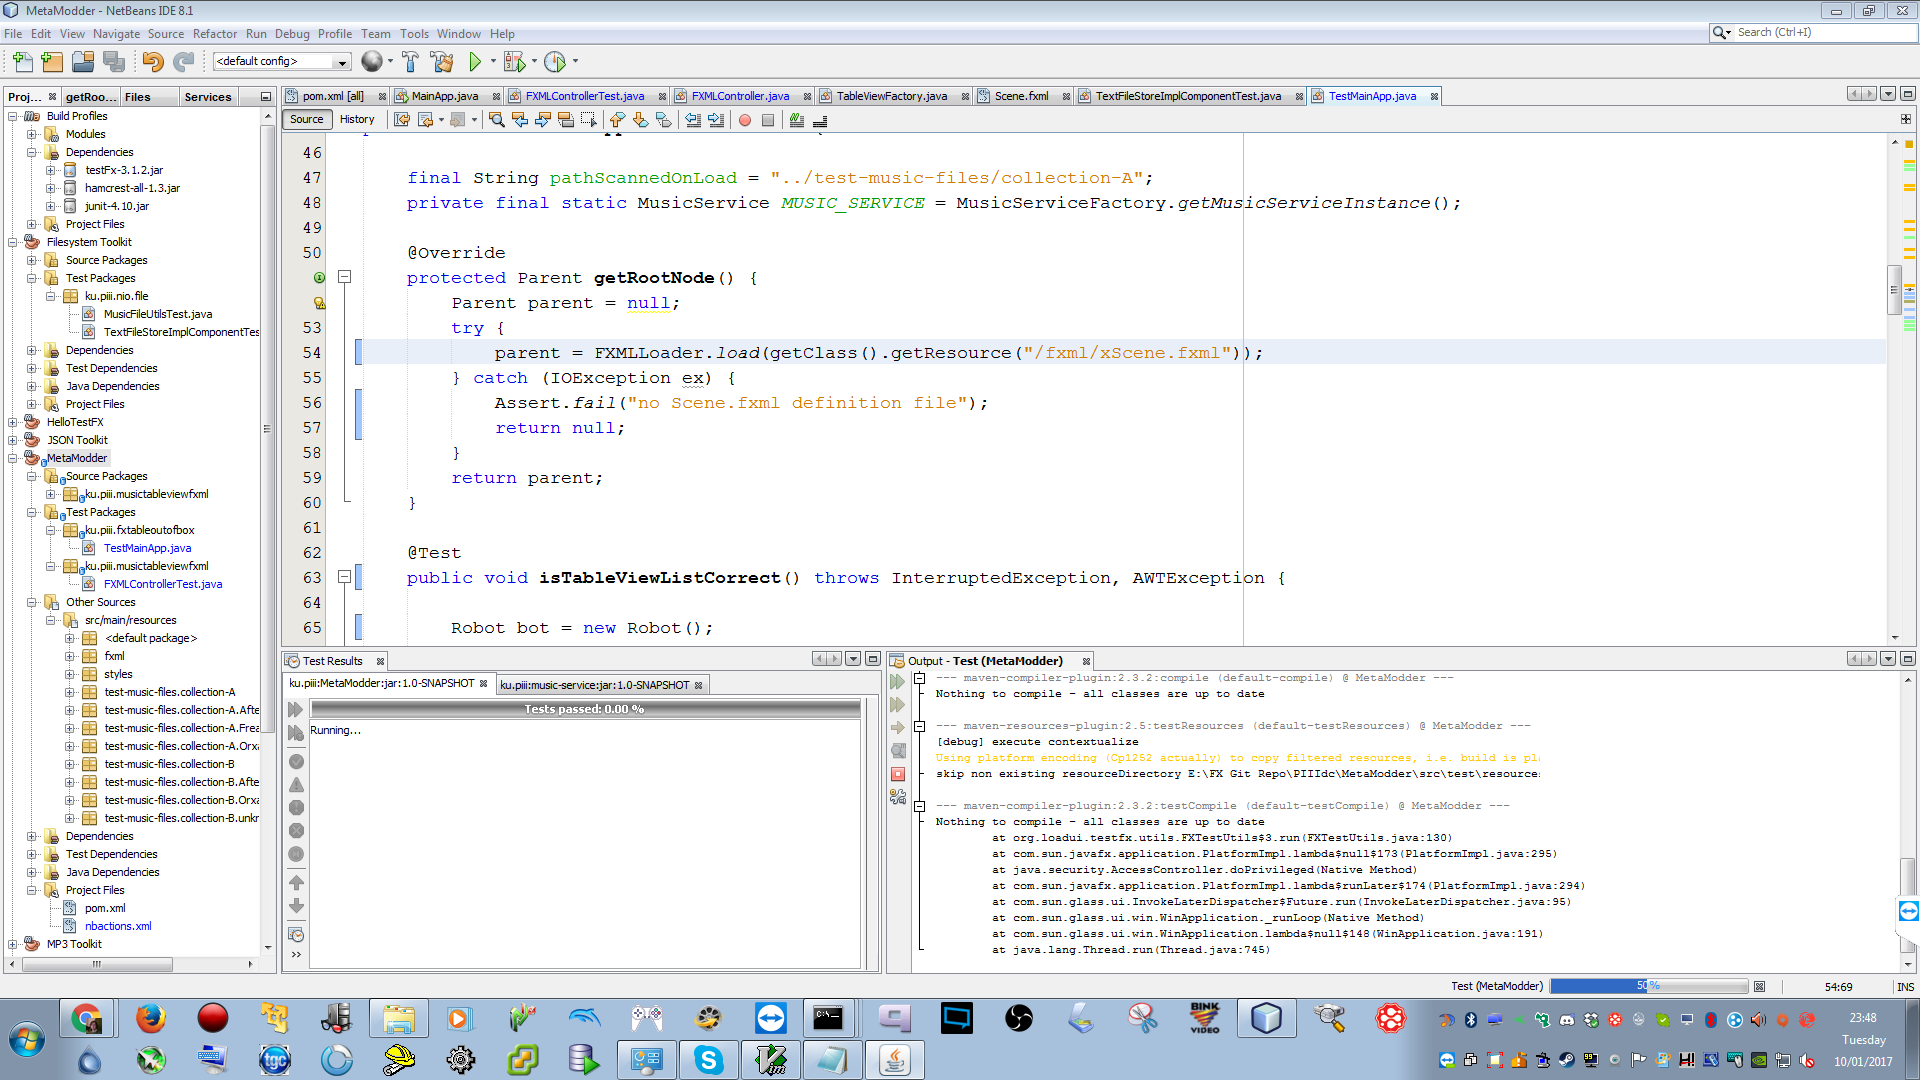 MetaModder - NetBeans IDE 8.1
File Edit View Navigate Source Refactor Run Debug Profile Team Tools Window Help
Search (Ctrl+I)
<default config>
Proj... getRoo... Files Services
pom.xml [all] MainApp.java FXMLControllerTest.java FXMLController.java TableViewFactory.java Scene.fxml TextFileStoreImplComponentTest.java TestMainApp.java
Source History
Build Profiles
Modules
Dependencies
testFx-3.1.2.jar
hamcrest-all-1.3.jar
junit-4.10.jar
Project Files
Filesystem Toolkit
Source Packages
Test Packages
ku.piii.nio.file
MusicFileUtilsTest.java
TextFileStoreImplComponentTes
Dependencies
Test Dependencies
Java Dependencies
Project Files
HelloTestFX
JSON Toolkit
MetaModder
Source Packages
ku.piii.musictableviewfxml
Test Packages
ku.piii.fxtableoutofbox
TestMainApp.java
ku.piii.musictableviewfxml
FXMLControllerTest.java
Other Sources
src/main/resources
<default package>
fxml
styles
test-music-files.collection-A
test-music-files.collection-A.Afte
test-music-files.collection-A.Frea
test-music-files.collection-A.Orxa
test-music-files.collection-B
test-music-files.collection-B.Afte
test-music-files.collection-B.Orxa
test-music-files.collection-B.unkr
Dependencies
Test Dependencies
Java Dependencies
Project Files
pom.xml
nbactions.xml
MP3 Toolkit
46
47 final String pathScannedOnLoad = "../test-music-files/collection-A";
48 private final static MusicService MUSIC_SERVICE = MusicServiceFactory.getMusicServiceInstance();
49
50 @Override
protected Parent getRootNode() {
Parent parent = null;
53 try {
54 parent = FXMLLoader.load(getClass().getResource("/fxml/xScene.fxml"));
55 } catch (IOException ex) {
56 Assert.fail("no Scene.fxml definition file");
57 return null;
58 }
59 return parent;
60 }
61
62 @Test
63 public void isTableViewListCorrect() throws InterruptedException, AWTException {
64
65 Robot bot = new Robot();
Test Results
ku.piii:MetaModder:jar:1.0-SNAPSHOT ku.piii:music-service:jar:1.0-SNAPSHOT
Tests passed: 0.00 %
Running...
Output - Test (MetaModder)
--- maven-compiler-plugin:2.3.2:compile (default-compile) @ MetaModder ---
Nothing to compile - all classes are up to date
--- maven-resources-plugin:2.5:testResources (default-testResources) @ MetaModder ---
[debug] execute contextualize
Using platform encoding (Cp1252 actually) to copy filtered resources, i.e. build is pl
skip non existing resourceDirectory E:\FX Git Repo\PIIIdc\MetaModder\src\test\resource
--- maven-compiler-plugin:2.3.2:testCompile (default-testCompile) @ MetaModder ---
Nothing to compile - all classes are up to date
at org.loadui.testfx.utils.FXTestUtils$3.run(FXTestUtils.java:130)
at com.sun.javafx.application.PlatformImpl.lambda$null$173(PlatformImpl.java:295)
at java.security.AccessController.doPrivileged(Native Method)
at com.sun.javafx.application.PlatformImpl.lambda$runLater$174(PlatformImpl.java:294)
at com.sun.glass.ui.InvokeLaterDispatcher$Future.run(InvokeLaterDispatcher.java:95)
at com.sun.glass.ui.win.WinApplication._runLoop(Native Method)
at com.sun.glass.ui.win.WinApplication.lambda$null$148(WinApplication.java:191)
at java.lang.Thread.run(Thread.java:745)
Test (MetaModder) 50% 54:69 INS
BINK
VIDEO
tgc
23:48
Tuesday
10/01/2017